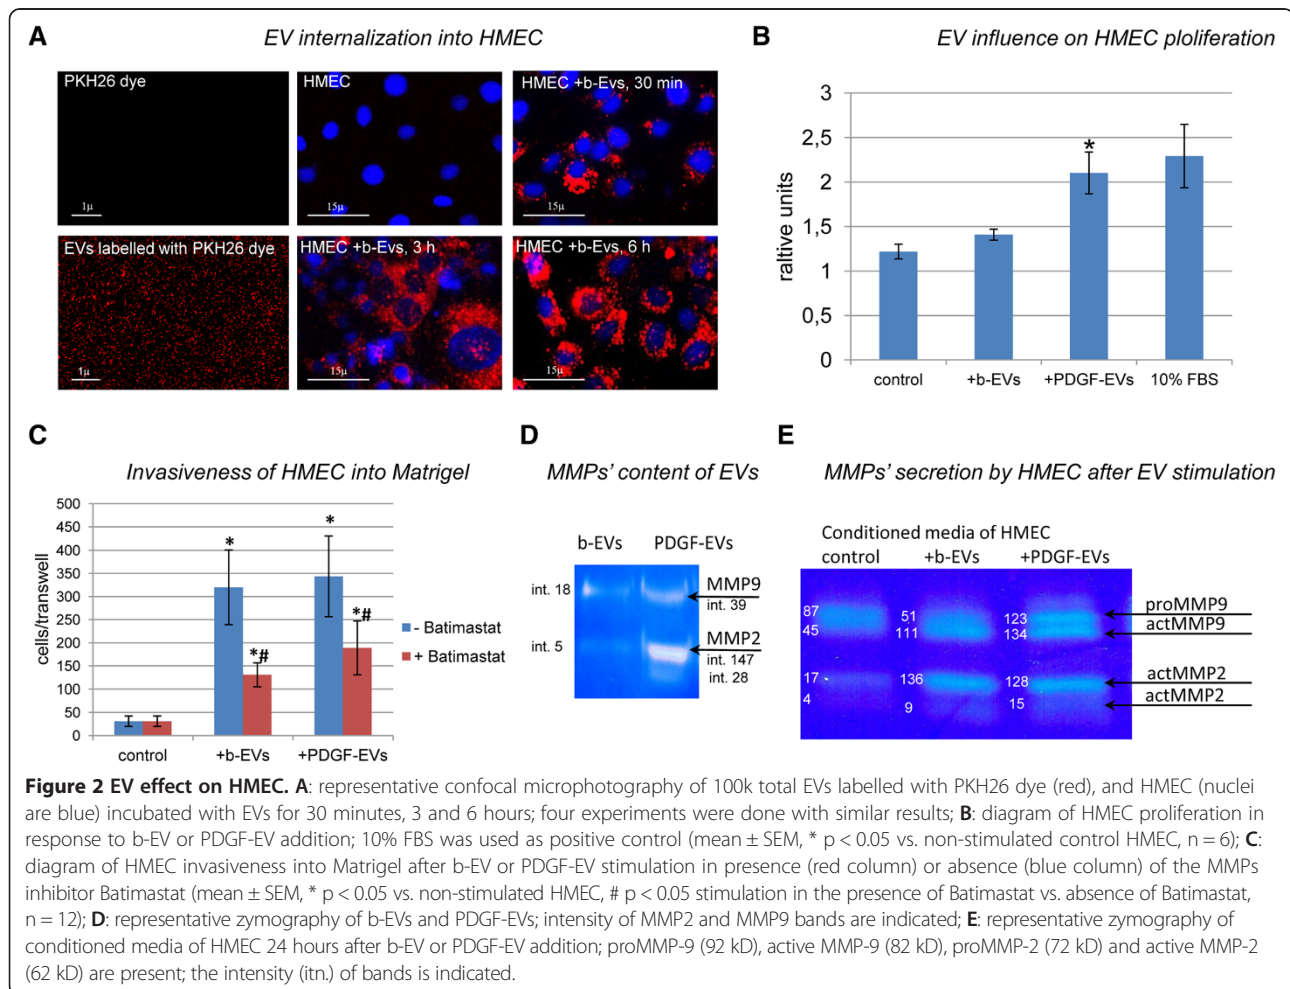 A
EV internalization into HMEC
PKH26 dye
1μ
HMEC
15μ
HMEC +b-Evs, 30 min
15μ
EVs labelled with PKH26 dye
1μ
HMEC +b-Evs, 3 h
15μ
HMEC +b-Evs, 6 h
15μ
B
EV influence on HMEC ploliferation
raltive units
3
2,5
2
1,5
1
0,5
0
*
control
+b-EVs
+PDGF-EVs
10% FBS
C
Invasiveness of HMEC into Matrigel
cells/transwell
500
450
400
350
300
250
200
150
100
50
0
*
*#
*
*#
control
+b-EVs
+PDGF-EVs
- Batimastat
+ Batimastat
D
MMPs' content of EVs
b-EVs
PDGF-EVs
int. 18
MMP9
int. 39
int. 5
MMP2
int. 147
int. 28
E
MMPs' secretion by HMEC after EV stimulation
Conditioned media of HMEC
control
+b-EVs
+PDGF-EVs
87
51
123
proMMP9
45
111
134
actMMP9
17
136
128
actMMP2
4
9
15
actMMP2
Figure 2 EV effect on HMEC. A: representative confocal microphotography of 100k total EVs labelled with PKH26 dye (red), and HMEC (nuclei
are blue) incubated with EVs for 30 minutes, 3 and 6 hours; four experiments were done with similar results; B: diagram of HMEC proliferation in
response to b-EV or PDGF-EV addition; 10% FBS was used as positive control (mean ± SEM, * p < 0.05 vs. non-stimulated control HMEC, n = 6); C:
diagram of HMEC invasiveness into Matrigel after b-EV or PDGF-EV stimulation in presence (red column) or absence (blue column) of the MMPs
inhibitor Batimastat (mean ± SEM, * p < 0.05 vs. non-stimulated HMEC, # p < 0.05 stimulation in the presence of Batimastat vs. absence of Batimastat,
n = 12); D: representative zymography of b-EVs and PDGF-EVs; intensity of MMP2 and MMP9 bands are indicated; E: representative zymography of
conditioned media of HMEC 24 hours after b-EV or PDGF-EV addition; proMMP-9 (92 kD), active MMP-9 (82 kD), proMMP-2 (72 kD) and active MMP-2
(62 kD) are present; the intensity (itn.) of bands is indicated.